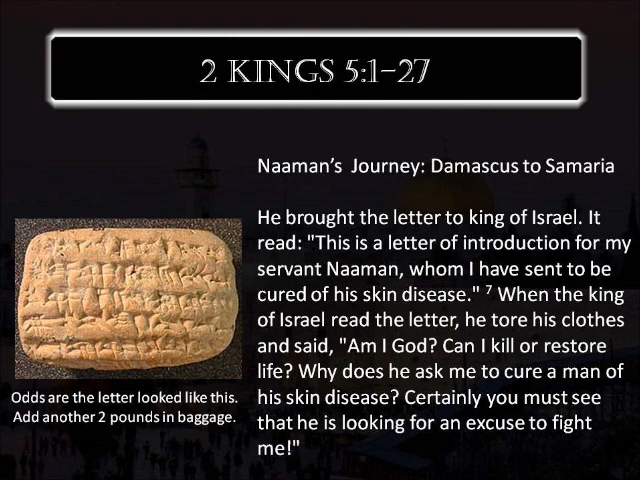 2 KINGS 5:1-27
Naaman's  Journey: Damascus to Samaria
He brought the letter to king of Israel. It
read: "This is a letter of introduction for my
servant Naaman, whom I have sent to be
cured of his skin disease." ⁷ When the king
of Israel read the letter, he tore his clothes
and said, "Am I God? Can I kill or restore
life? Why does he ask me to cure a man of
his skin disease? Certainly you must see
that he is looking for an excuse to fight
me!"
Odds are the letter looked like this.
Add another 2 pounds in baggage.